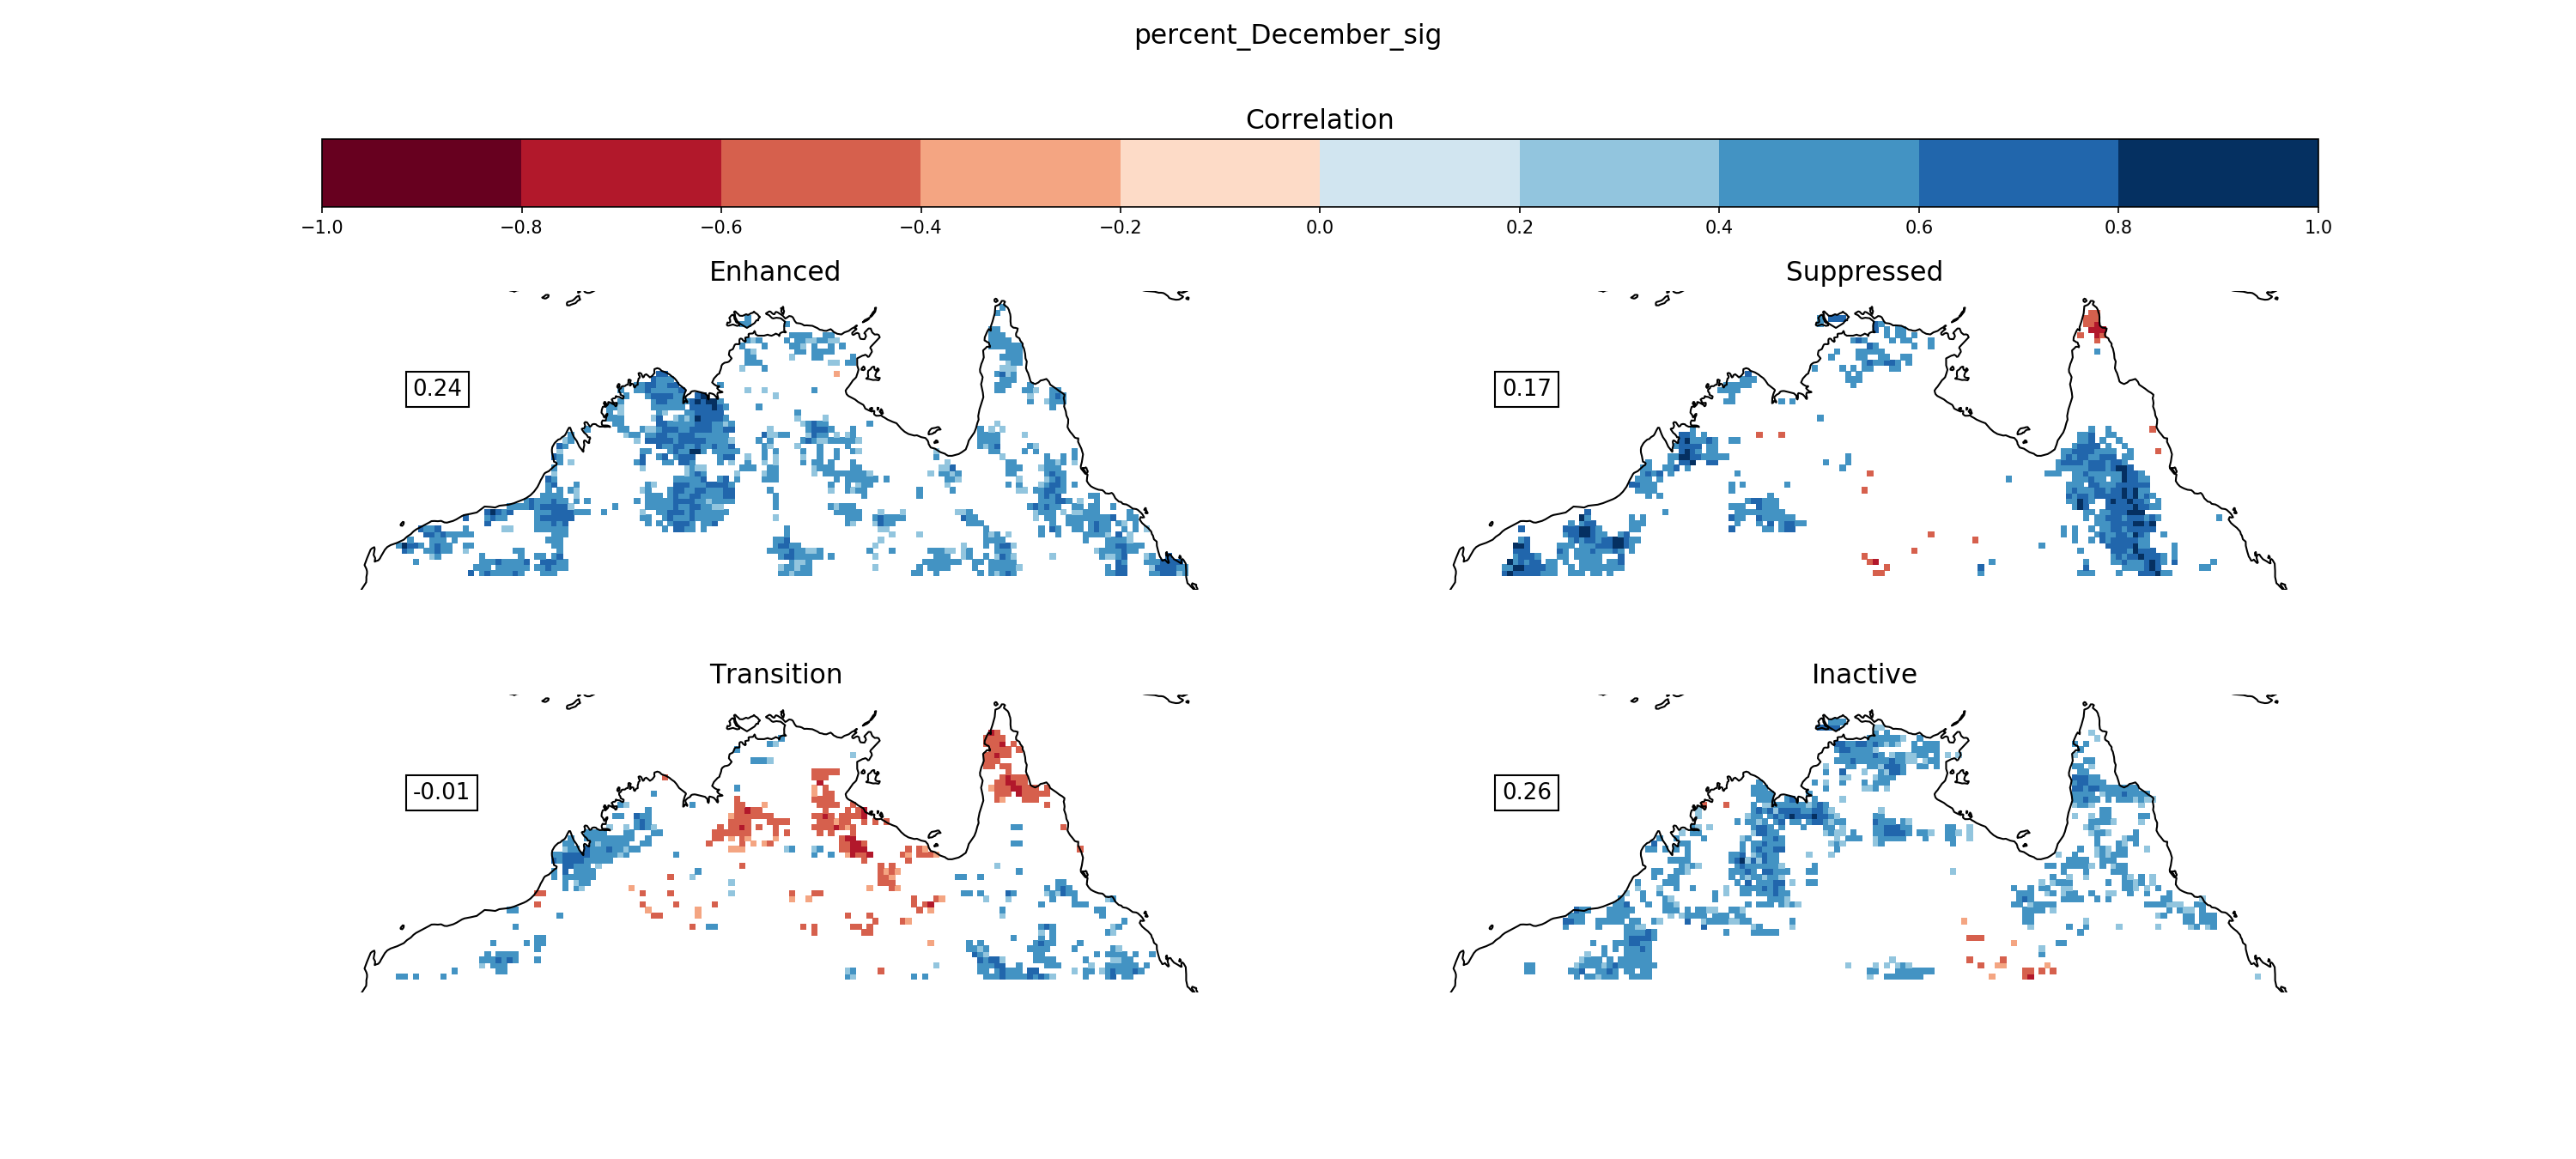 percent_December_sig
Correlation
−1.0 −0.8 −0.6 −0.4 −0.2 0.0 0.2 0.4 0.6 0.8 1.0
Enhanced Suppressed
0.24 0.17
Transition Inactive
-0.01 0.26